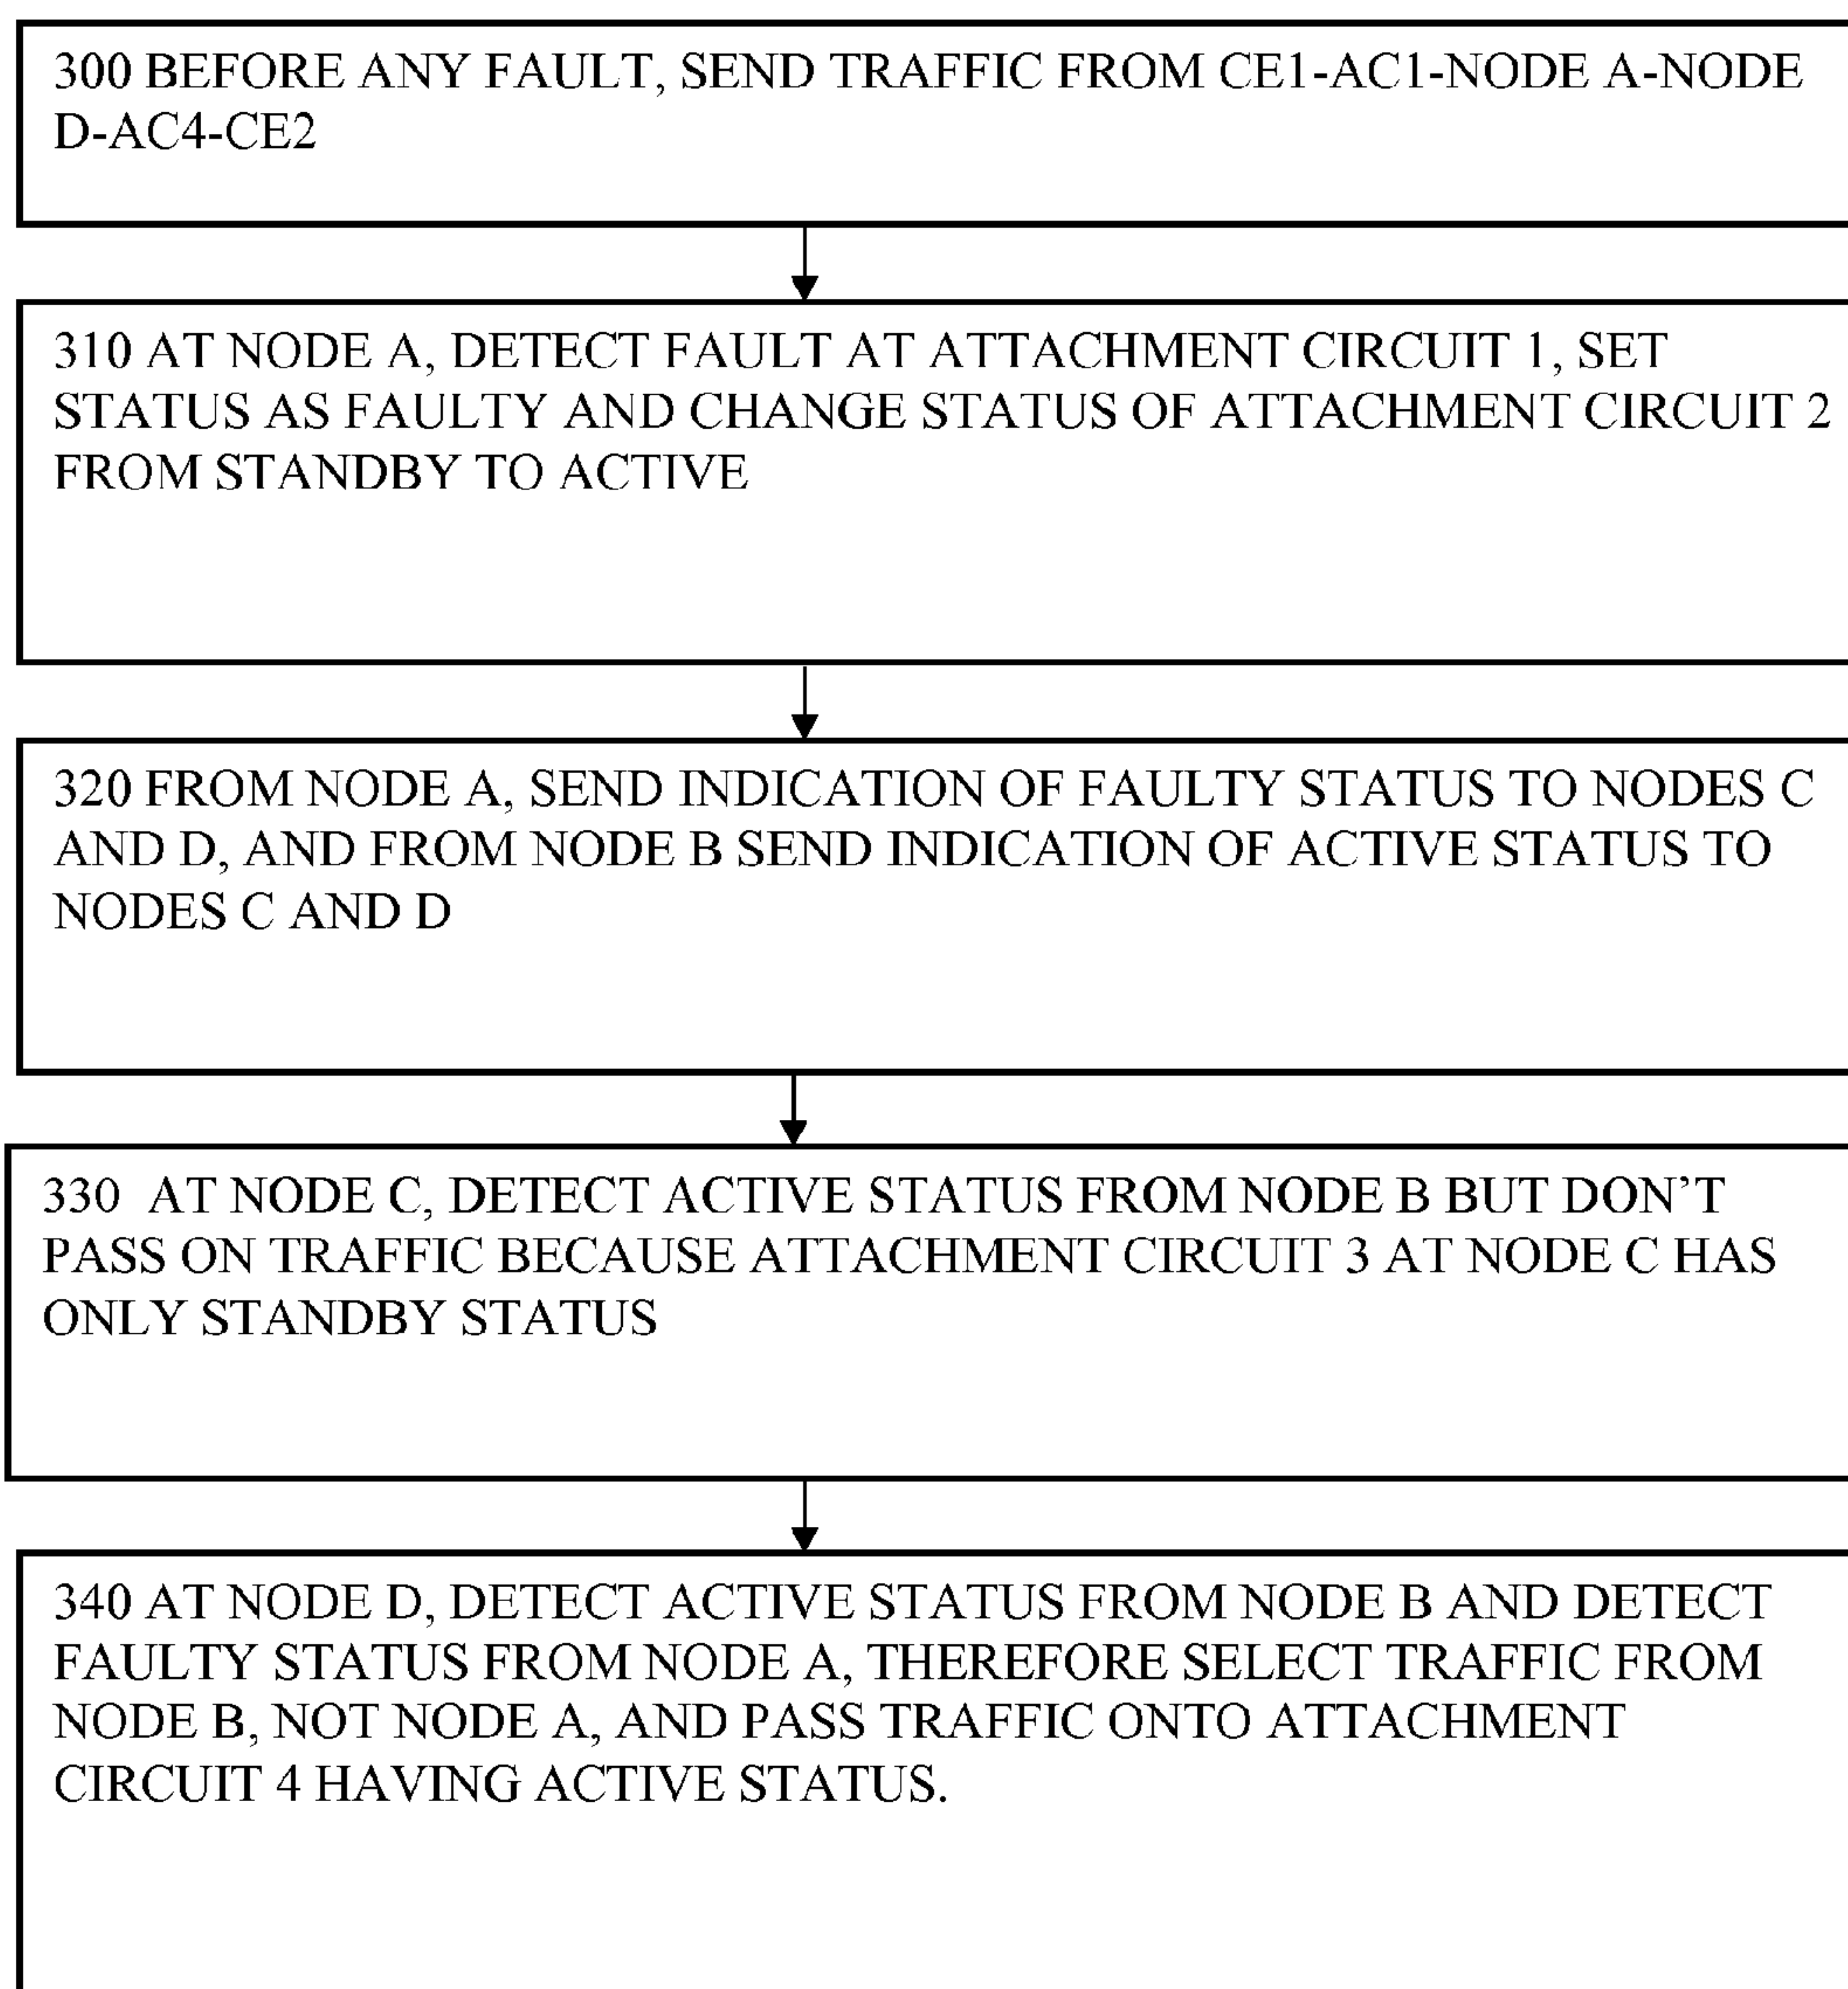 300 BEFORE ANY FAULT, SEND TRAFFIC FROM CE1-AC1-NODE A-NODE
D-AC4-CE2
310 AT NODE A, DETECT FAULT AT ATTACHMENT CIRCUIT 1, SET
STATUS AS FAULTY AND CHANGE STATUS OF ATTACHMENT CIRCUIT 2
FROM STANDBY TO ACTIVE
320 FROM NODE A, SEND INDICATION OF FAULTY STATUS TO NODES C
AND D, AND FROM NODE B SEND INDICATION OF ACTIVE STATUS TO
NODES C AND D
330 AT NODE C, DETECT ACTIVE STATUS FROM NODE B BUT DON'T
PASS ON TRAFFIC BECAUSE ATTACHMENT CIRCUIT 3 AT NODE C HAS
ONLY STANDBY STATUS
340 AT NODE D, DETECT ACTIVE STATUS FROM NODE B AND DETECT
FAULTY STATUS FROM NODE A, THEREFORE SELECT TRAFFIC FROM
NODE B, NOT NODE A, AND PASS TRAFFIC ONTO ATTACHMENT
CIRCUIT 4 HAVING ACTIVE STATUS.